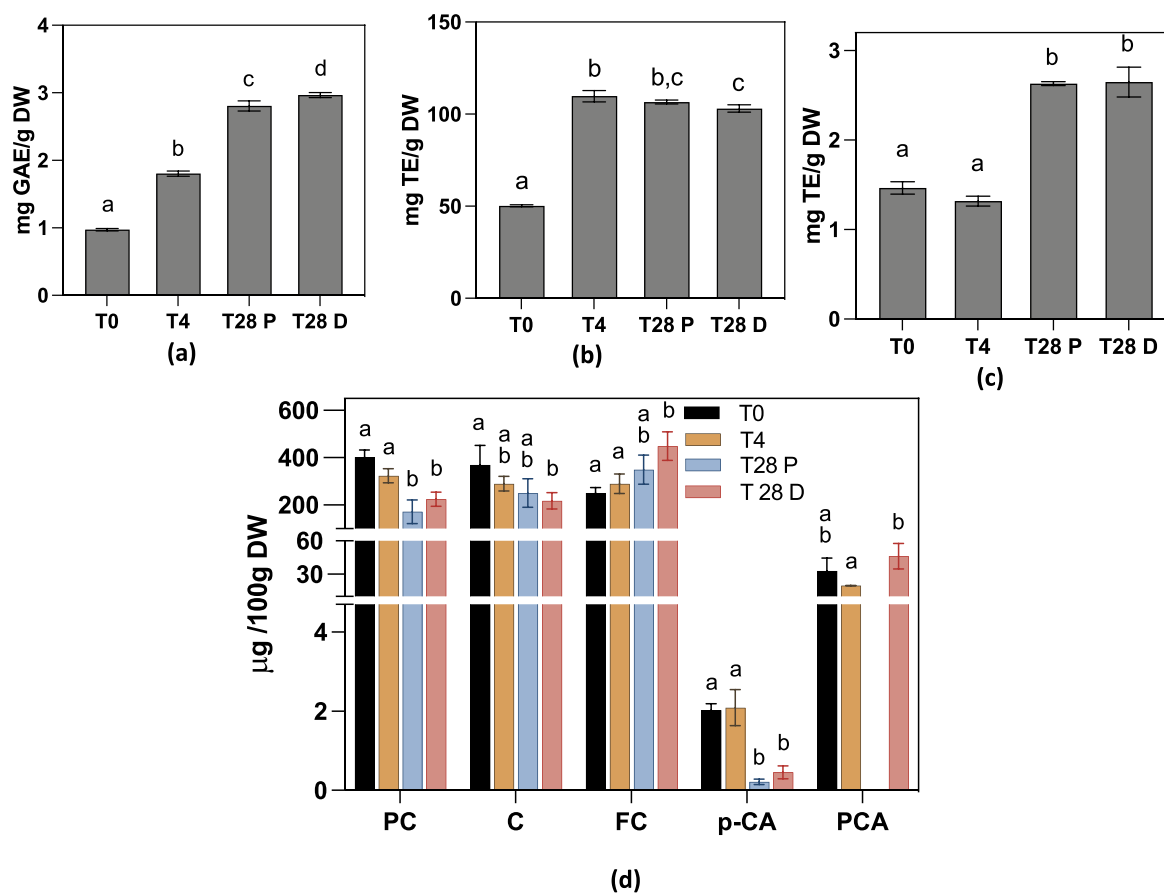 4
3
2
1
0
mg GAE/g DW
a
b
c
d
T0 T4 T28 P T28 D
(a)
150
100
50
0
mg TE/g DW
a
b
b,c
c
T0 T4 T28 P T28 D
(b)
3
2
1
0
mg TE/g DW
a
a
b
b
T0 T4 T28 P T28 D
(c)
600
400
200
60
30
4
2
0
μg /100g DW
T0
T4
T28 P
T 28 D
a a b b
a a b a b b
a a a b b
a a b b
a b a b
PC C FC p-CA PCA
(d)